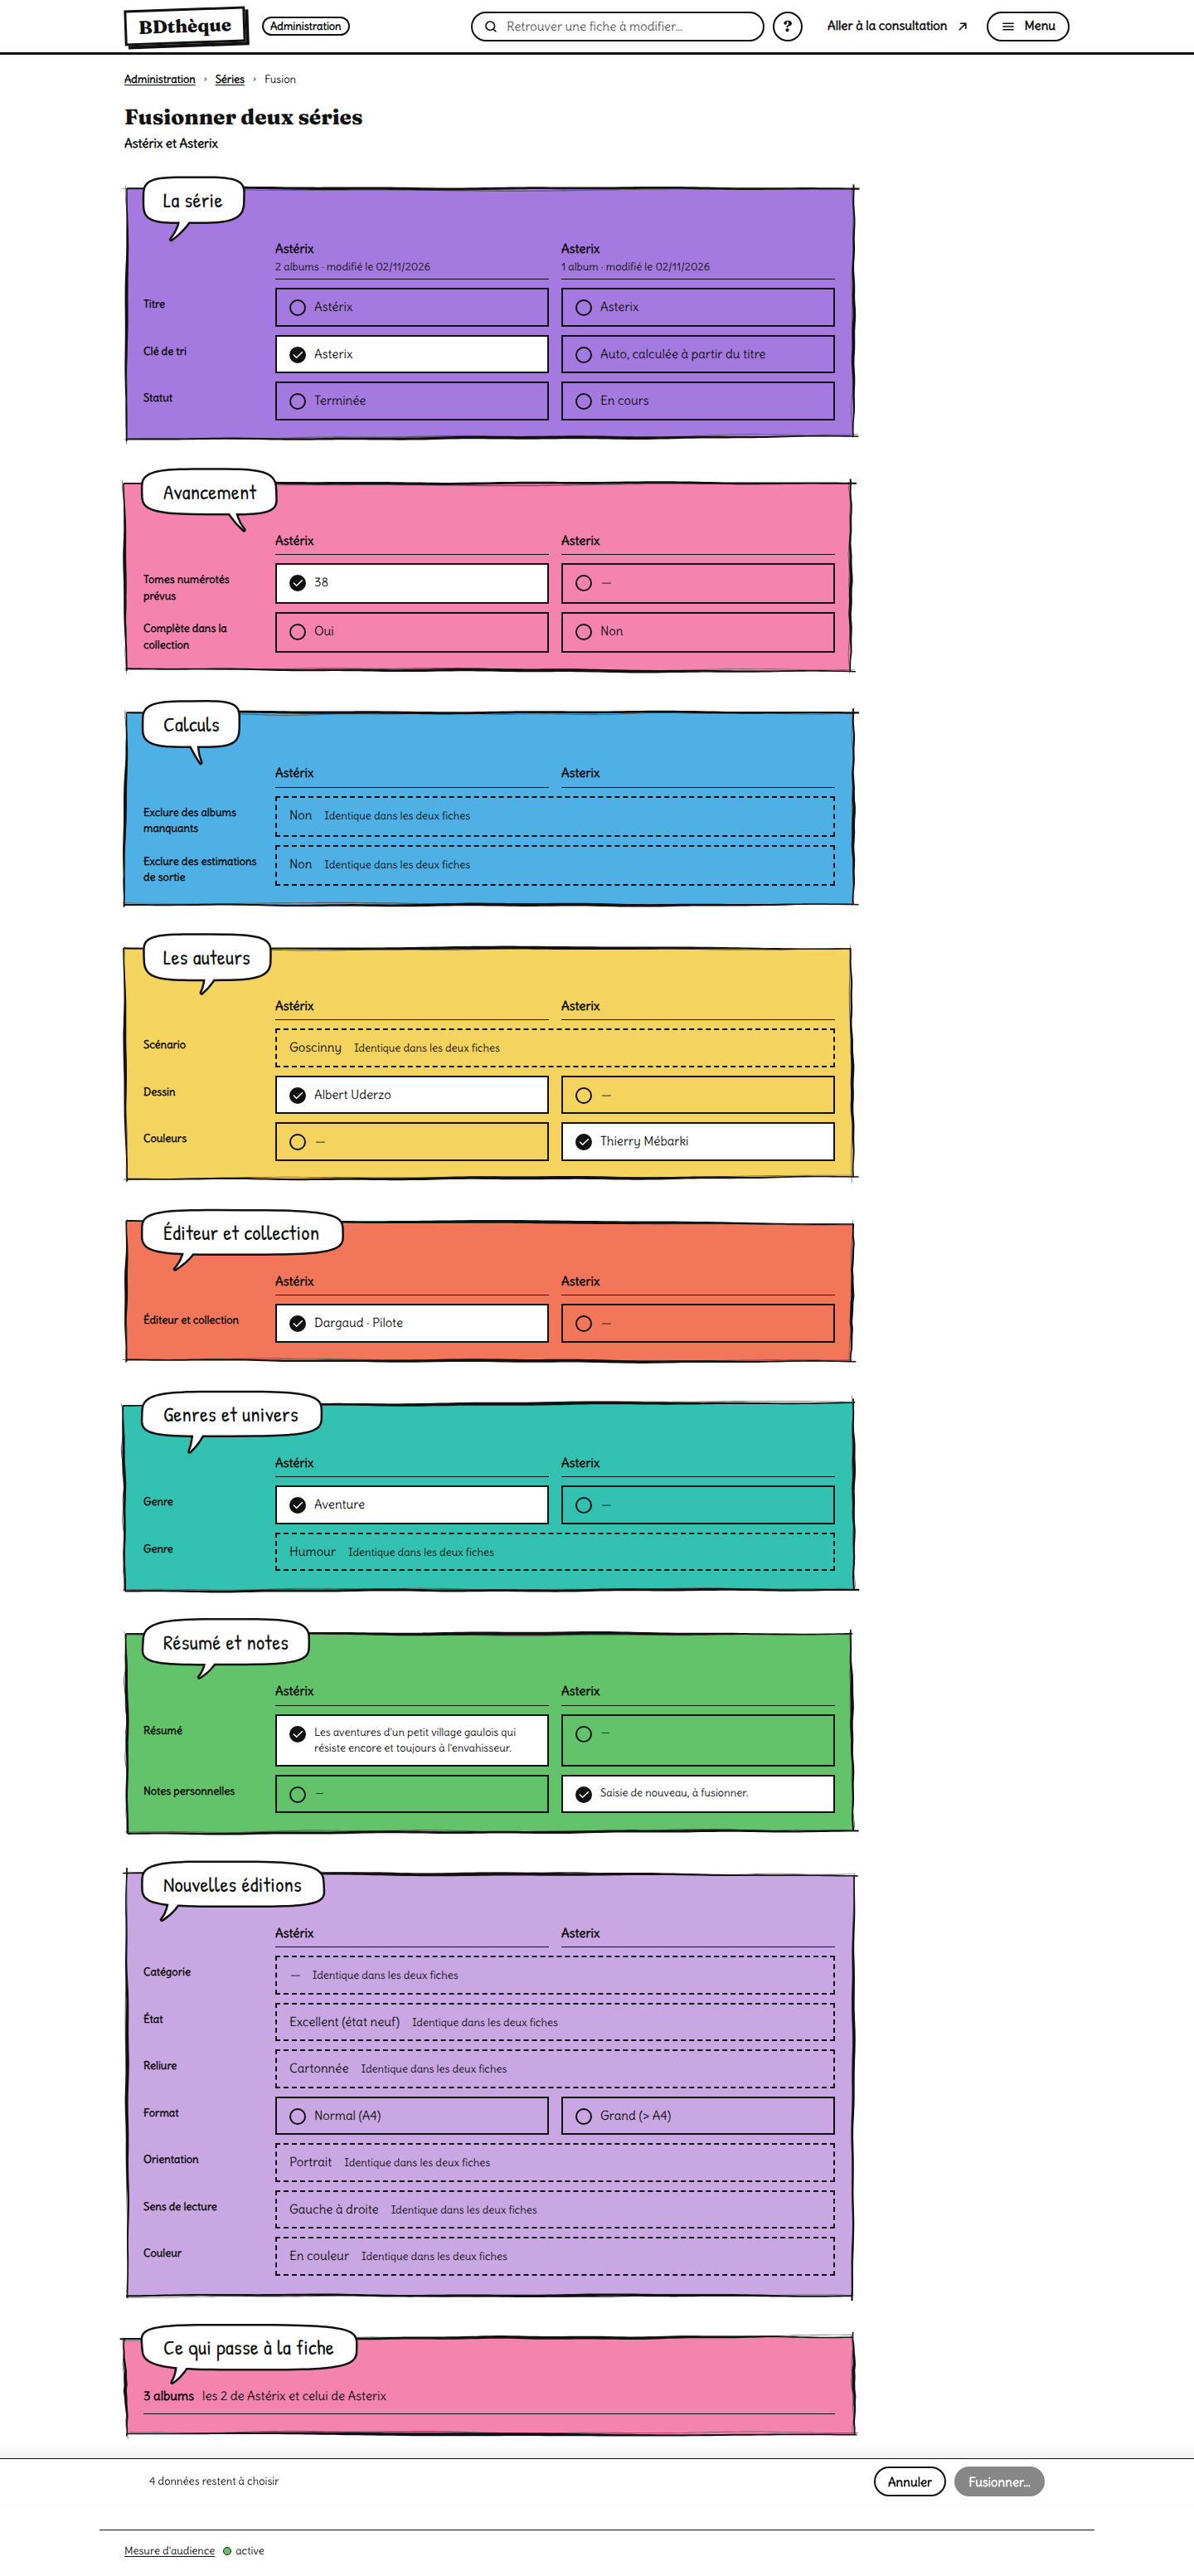 BDthèque
Administration
Retrouver une fiche à modifier...
?
Aller à la consultation
Menu
Administration › Séries › Fusion
Fusionner deux séries
Astérix et Asterix
La série
Astérix
2 albums · modifié le 02/11/2026
Asterix
1 album · modifié le 02/11/2026
Titre
Astérix
Asterix
Clé de tri
Asterix
Auto, calculée à partir du titre
Statut
Terminée
En cours
Avancement
Astérix
Asterix
Tomes numérotés
prévus
38
—
Complète dans la
collection
Oui
Non
Calculs
Astérix
Asterix
Exclure des albums
manquants
Non Identique dans les deux fiches
Exclure des estimations
de sortie
Non Identique dans les deux fiches
Les auteurs
Astérix
Asterix
Scénario
Goscinny Identique dans les deux fiches
Dessin
Albert Uderzo
—
Couleurs
—
Thierry Mébarki
Éditeur et collection
Astérix
Asterix
Éditeur et collection
Dargaud · Pilote
—
Genres et univers
Astérix
Asterix
Genre
Aventure
—
Genre
Humour Identique dans les deux fiches
Résumé et notes
Astérix
Asterix
Résumé
Les aventures d'un petit village gaulois qui
résiste encore et toujours à l'envahisseur.
—
Notes personnelles
—
Saisie de nouveau, à fusionner.
Nouvelles éditions
Astérix
Asterix
Catégorie
— Identique dans les deux fiches
État
Excellent (état neuf) Identique dans les deux fiches
Reliure
Cartonnée Identique dans les deux fiches
Format
Normal (A4)
Grand (> A4)
Orientation
Portrait Identique dans les deux fiches
Sens de lecture
Gauche à droite Identique dans les deux fiches
Couleur
En couleur Identique dans les deux fiches
Ce qui passe à la fiche
3 albums les 2 de Astérix et celui de Asterix
4 données restent à choisir
Annuler
Fusionner...
Mesure d'audience active